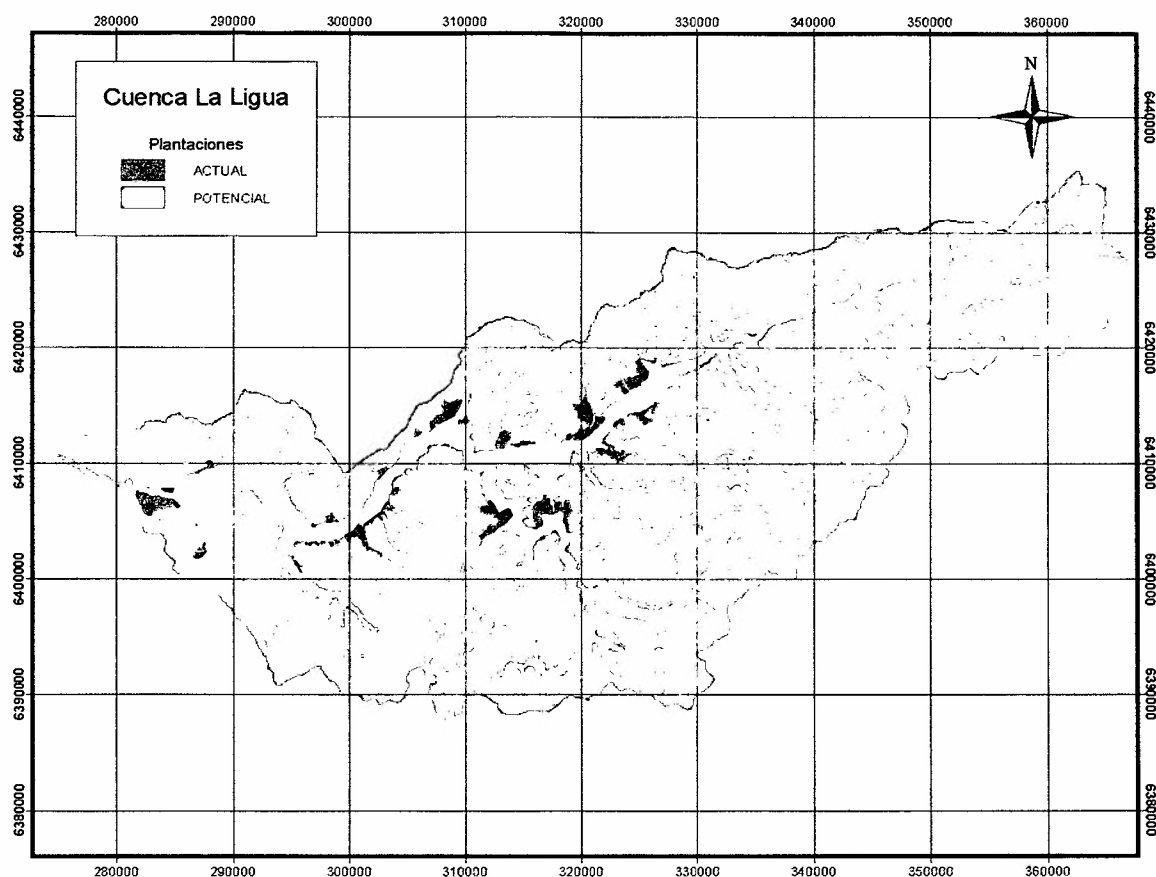 280000 290000 300000 310000 320000 330000 340000 350000 360000
Cuenca La Ligua
Plantaciones
ACTUAL
POTENCIAL
N
6440000 6440000
6430000 6430000
6420000 6420000
6410000 6410000
6400000 6400000
6390000 6390000
6380000 6380000
280000 290000 300000 310000 320000 330000 340000 350000 360000